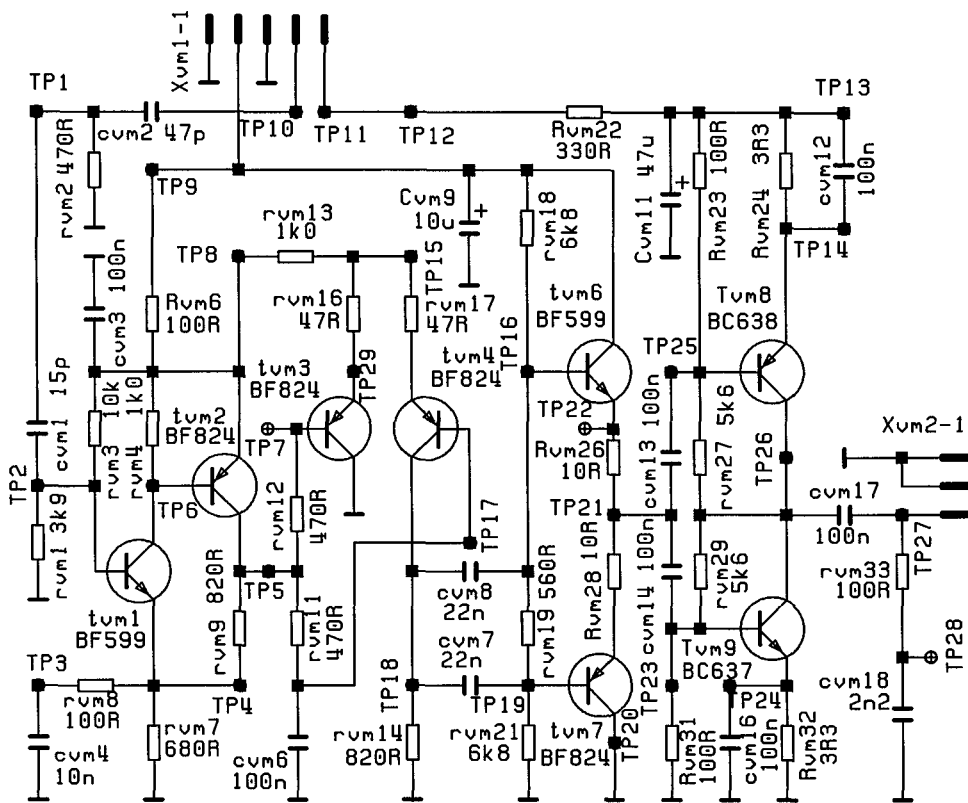 Xvm1-1
TP1
cvm2
47p
TP10
TP11
TP12
Rvm22
330R
TP13
rvm2 470R
TP9
Cvm9
10u
+
rvm18
6k8
Cvm11 47u
+
Rvm23 100R
Rvm24 3R3
cvm12
100n
TP14
rvm13
1k0
TP8
TP15
cvm3 100n
Rvm6
100R
rvm16
47R
rvm17
47R
TP16
tvm6
BF599
Tvm8
BC638
tvm3
BF824
TP29
tvm4
BF824
TP25
cvm1 15p
rvm3 10k
rvm4 1k0
tvm2
BF824
TP7
TP22
Rvm26
10R
cvm13 100n
rvm27 5k6
TP26
Xvm2-1
TP2
TP6
rvm12
470R
TP17
TP21
cvm17
100n
TP27
rvm1 3k9
tvm1
BF599
rvm9 820R
TP5
rvm11
470R
cvm8
22n
rvm19 560R
Rvm28 10R
cvm14 100n
rvm29
5k6
rvm33
100R
TP28
cvm7
22n
Tvm9
BC637
TP3
rvm8
100R
TP4
TP18
TP19
TP23
TP24
cvm18
2n2
cvm4
10n
rvm7
680R
cvm6
100n
rvm14
820R
rvm21
6k8
tvm7
BF824
TP20
Rvm31
100R
cvm16
100n
Rvm32
3R3